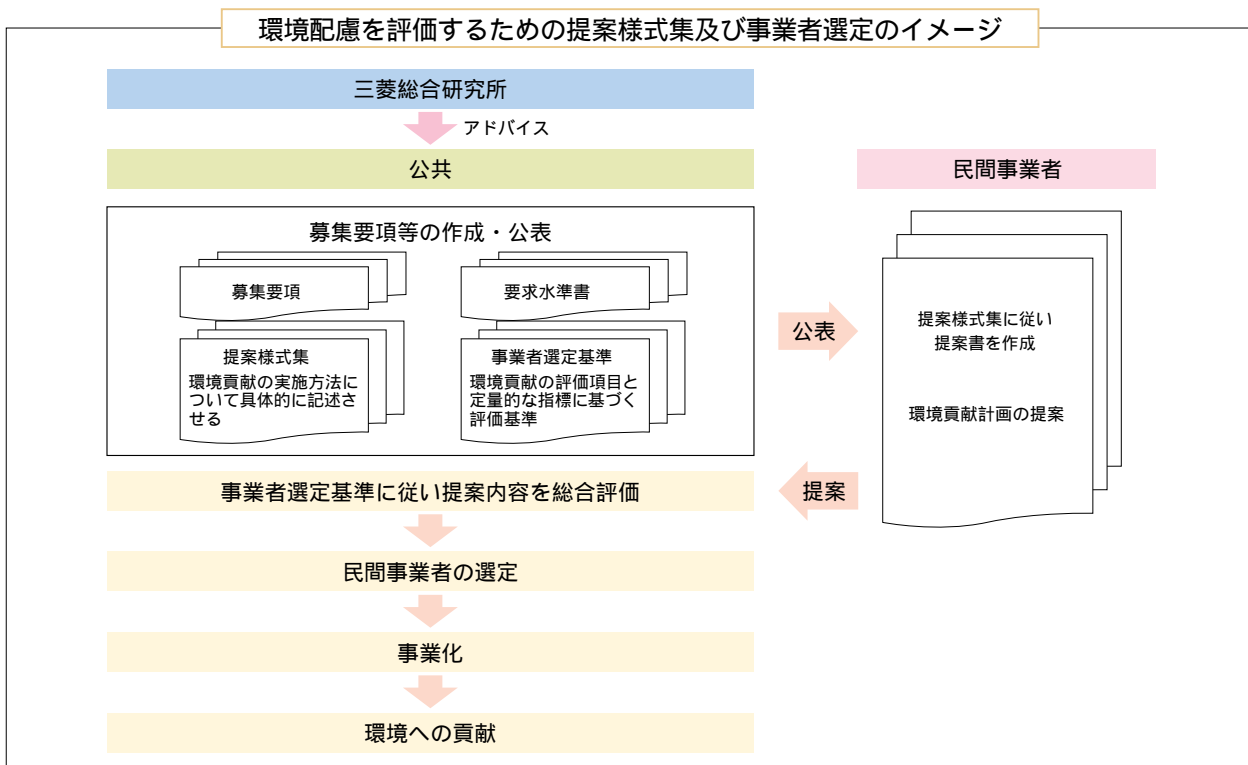 環境配慮を評価するための提案様式集及び事業者選定のイメージ
三菱総合研究所
アドバイス
公共
民間事業者
募集要項等の作成・公表
募集要項
要求水準書
提案様式集
環境貢献の実施方法に
ついて具体的に記述さ
せる
事業者選定基準
環境貢献の評価項目と
定量的な指標に基づく
評価基準
公表
提案様式集に従い
提案書を作成
環境貢献計画の提案
提案
事業者選定基準に従い提案内容を総合評価
民間事業者の選定
事業化
環境への貢献